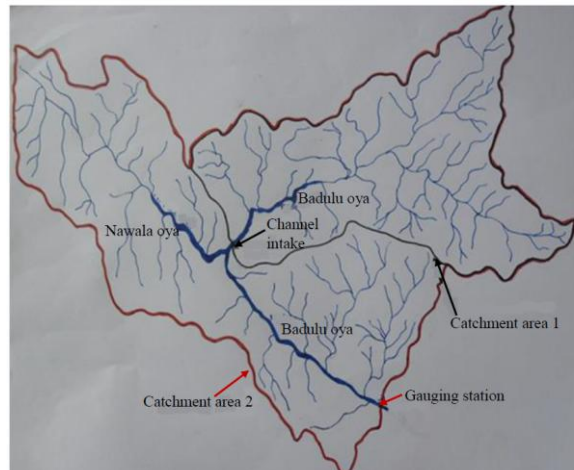 Badulu oya
Nawala oya
Channel
intake
Badulu oya
Catchment area 1
Gauging station
Catchment area 2